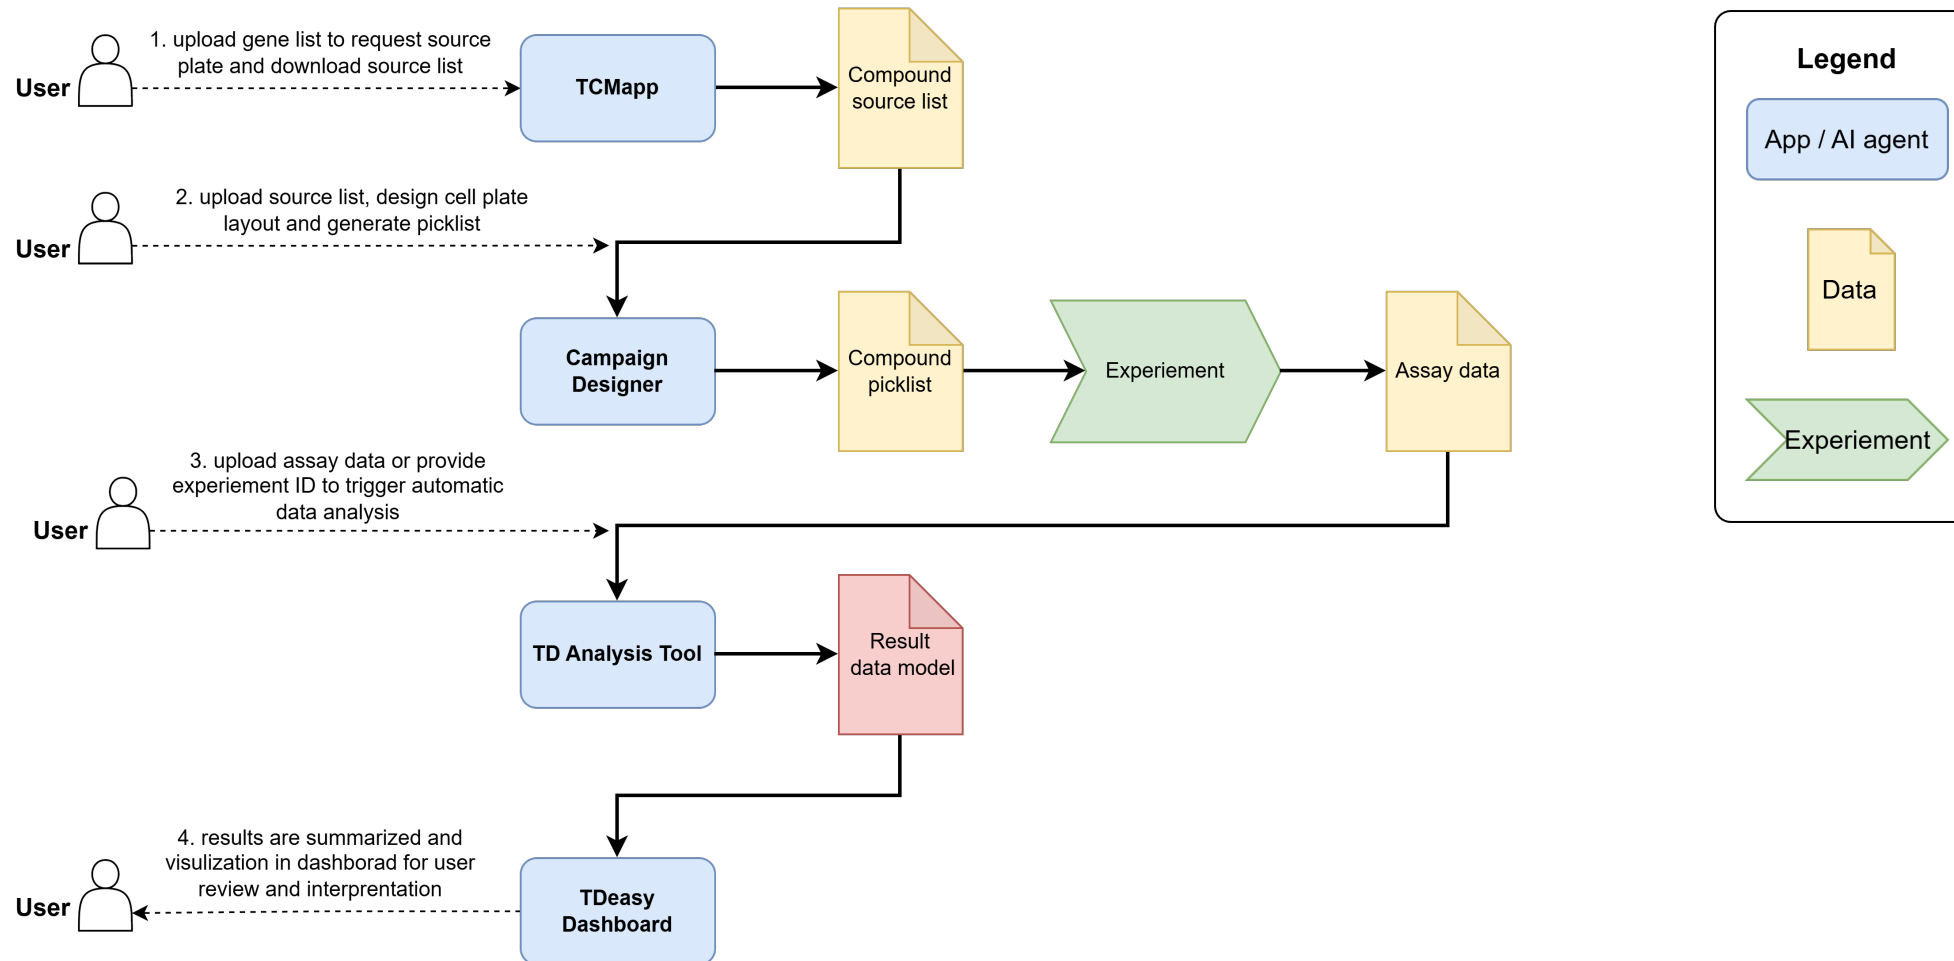 1. upload gene list to request source
plate and download source list
User
TCMapp
Compound
source list
2. upload source list, design cell plate
layout and generate picklist
User
Campaign
Designer
Compound
picklist
Experiement
Assay data
3. upload assay data or provide
experiement ID to trigger automatic
data analysis
User
TD Analysis Tool
Result
data model
4. results are summarized and
visulization in dashborad for user
review and interprentation
User
TDeasy
Dashboard
Legend
App / AI agent
Data
Experiement